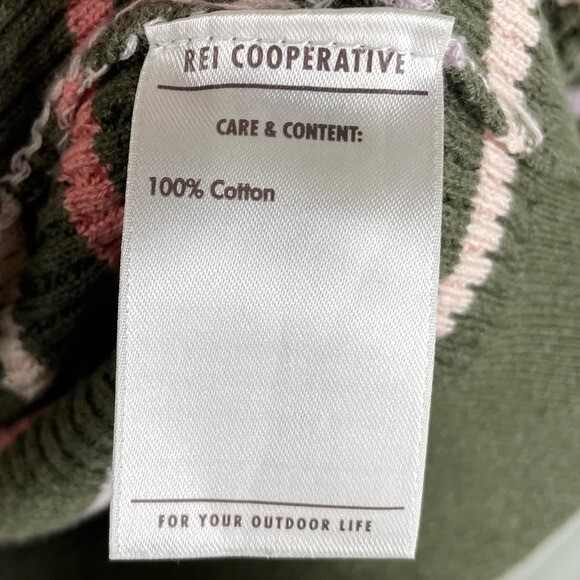 REI COOPERATIVE
CARE & CONTENT:
100% Cotton
FOR YOUR OUTDOOR LIFE